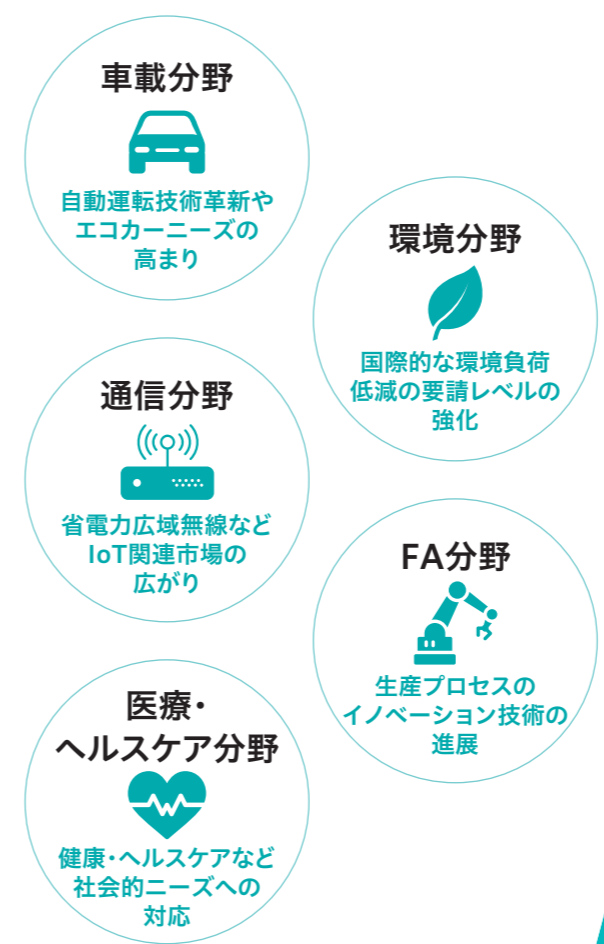 車載分野
自動運転技術革新や
エコカーニーズの
高まり
環境分野
国際的な環境負荷
低減の要請レベルの
強化
通信分野
省電力広域無線など
IoT関連市場の
広がり
FA分野
生産プロセスの
イノベーション技術の
進展
医療・
ヘルスケア分野
健康・ヘルスケアなど
社会的ニーズへの
対応